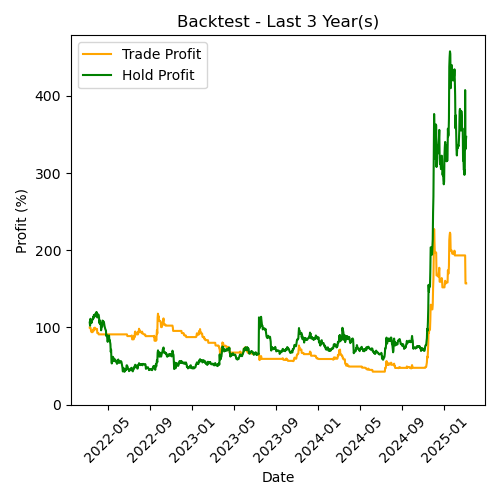 Backtest - Last 3 Year(s)
Trade Profit
Hold Profit
Profit (%)
400
300
200
100
0
2022-05
2022-09
2023-01
2023-05
2023-09
2024-01
2024-05
2024-09
2025-01
Date